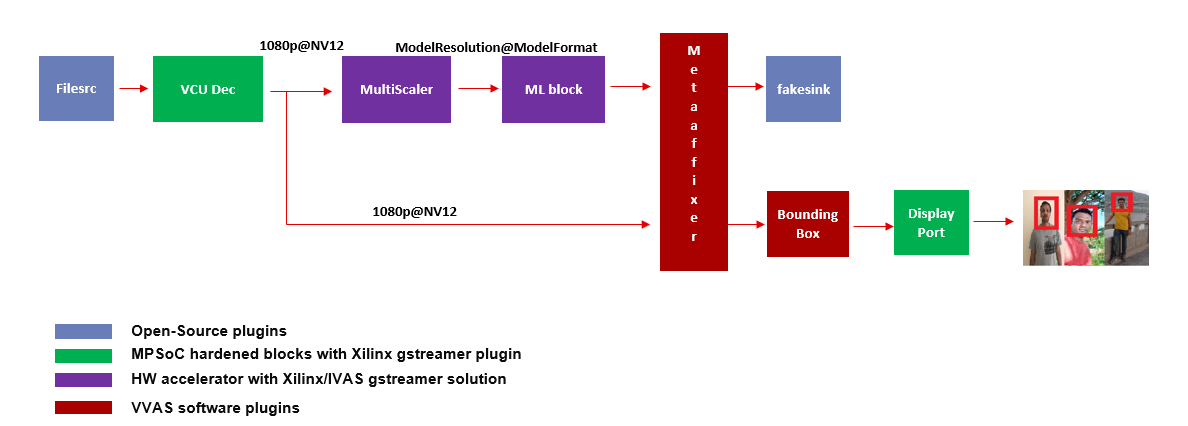 1080p@NV12
ModelResolution@ModelFormat
Filesrc
VCU Dec
MultiScaler
ML block
M
e
t
a
a
f
f
i
x
e
r
fakesink
1080p@NV12
Bounding
Box
Display
Port
Open-Source plugins
MPSoC hardened blocks with Xilinx gstreamer plugin
HW accelerator with Xilinx/IVAS gstreamer solution
VVAS software plugins